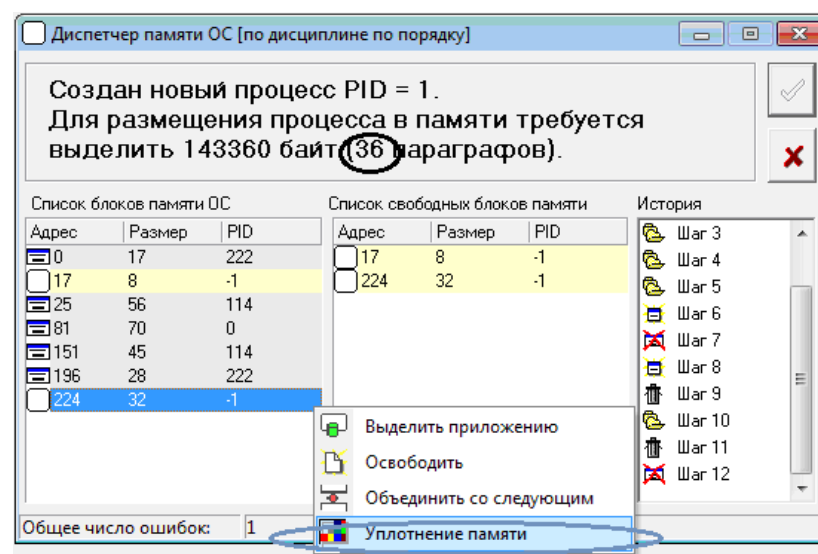 Диспетчер памяти ОС [по дисциплине по порядку]
Создан новый процесс PID = 1.
Для размещения процесса в памяти требуется
выделить 143360 байт (36 параграфов).
Список блоков памяти ОС
Адрес Размер PID
0 17 222
17 8 -1
25 56 114
81 70 0
151 45 114
196 28 222
224 32 -1
Список свободных блоков памяти
Адрес Размер PID
17 8 -1
224 32 -1
История
Шаг 3
Шаг 4
Шаг 5
Шаг 6
Шаг 7
Шаг 8
Шаг 9
Шаг 10
Шаг 11
Шаг 12
Выделить приложению
Освободить
Объединить со следующим
Уплотнение памяти
Общее число ошибок: 1